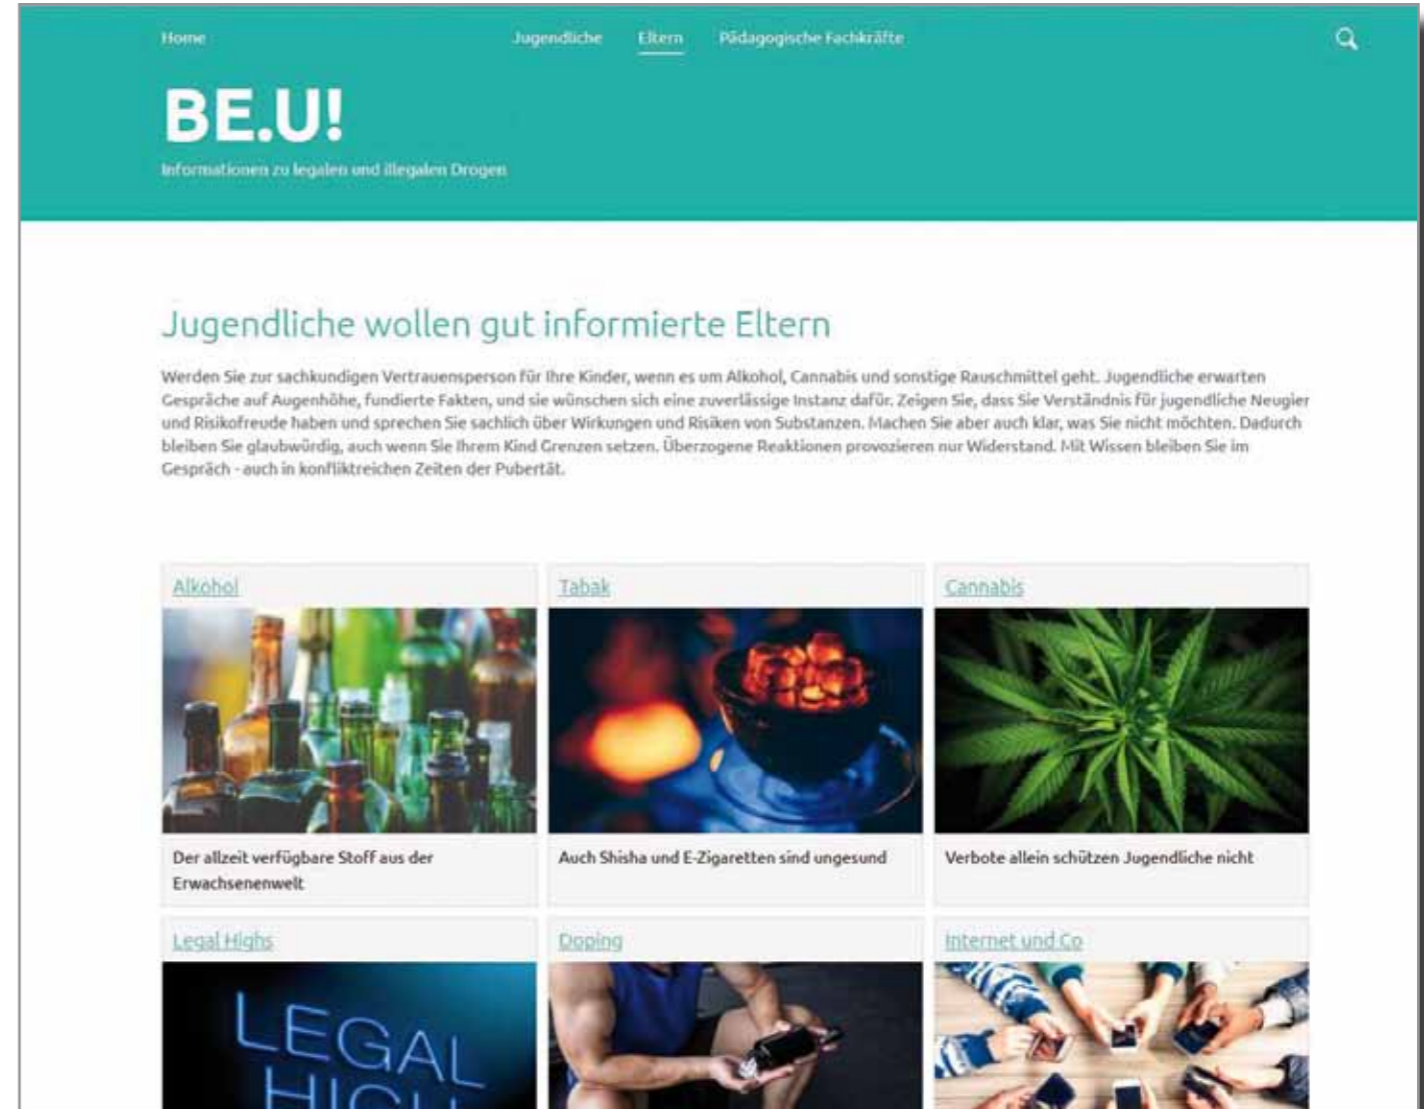 Home Jugendliche Eltern Pädagogische Fachkräfte
BE.U!
Informationen zu legalen und illegalen Drogen
Jugendliche wollen gut informierte Eltern
Werden Sie zur sachkundigen Vertrauensperson für Ihre Kinder, wenn es um Alkohol, Cannabis und sonstige Rauschmittel geht. Jugendliche erwarten
Gespräche auf Augenhöhe, fundierte Fakten, und sie wünschen sich eine zuverlässige Instanz dafür. Zeigen Sie, dass Sie Verständnis für jugendliche Neugier
und Risikofreude haben und sprechen Sie sachlich über Wirkungen und Risiken von Substanzen. Machen Sie aber auch klar, was Sie nicht möchten. Dadurch
bleiben Sie glaubwürdig, auch wenn Sie Ihrem Kind Grenzen setzen. Überzogene Reaktionen provozieren nur Widerstand. Mit Wissen bleiben Sie im
Gespräch - auch in konfliktreichen Zeiten der Pubertät.
Alkohol
Der allzeit verfügbare Stoff aus der
Erwachsenenwelt
Tabak
Auch Shisha und E-Zigaretten sind ungesund
Cannabis
Verbote allein schützen Jugendliche nicht
Legal Highs
LEGAL
HIGH
Doping
Internet und Co